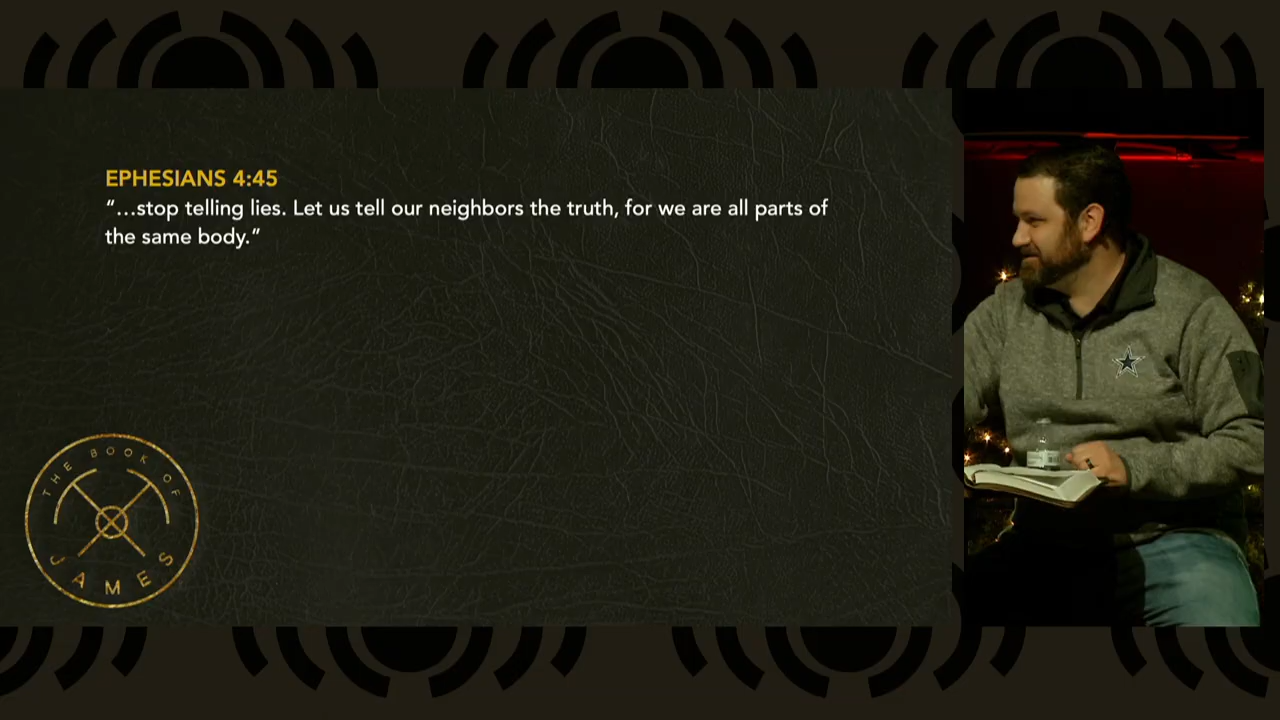 EPHESIANS 4:45
“…stop telling lies. Let us tell our neighbors the truth, for we are all parts of
the same body.”
THE BOOK OF
JAMES